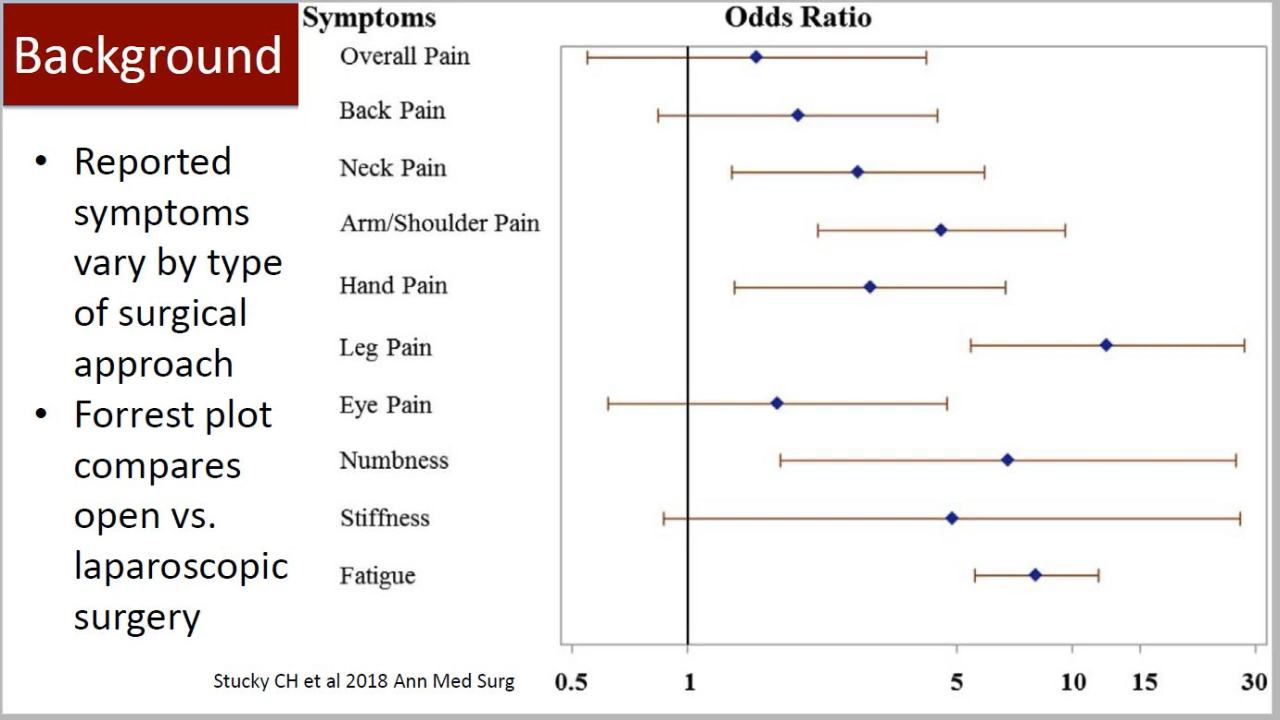 Background
• Reported
symptoms
vary by type
of surgical
approach
• Forrest plot
compares
open vs.
laparoscopic
surgery
Symptoms
Odds Ratio
Overall Pain
Back Pain
Neck Pain
Arm/Shoulder Pain
Hand Pain
Leg Pain
Eye Pain
Numbness
Stiffness
Fatigue
0.5 1 5 10 15 30
Stucky CH et al 2018 Ann Med Surg